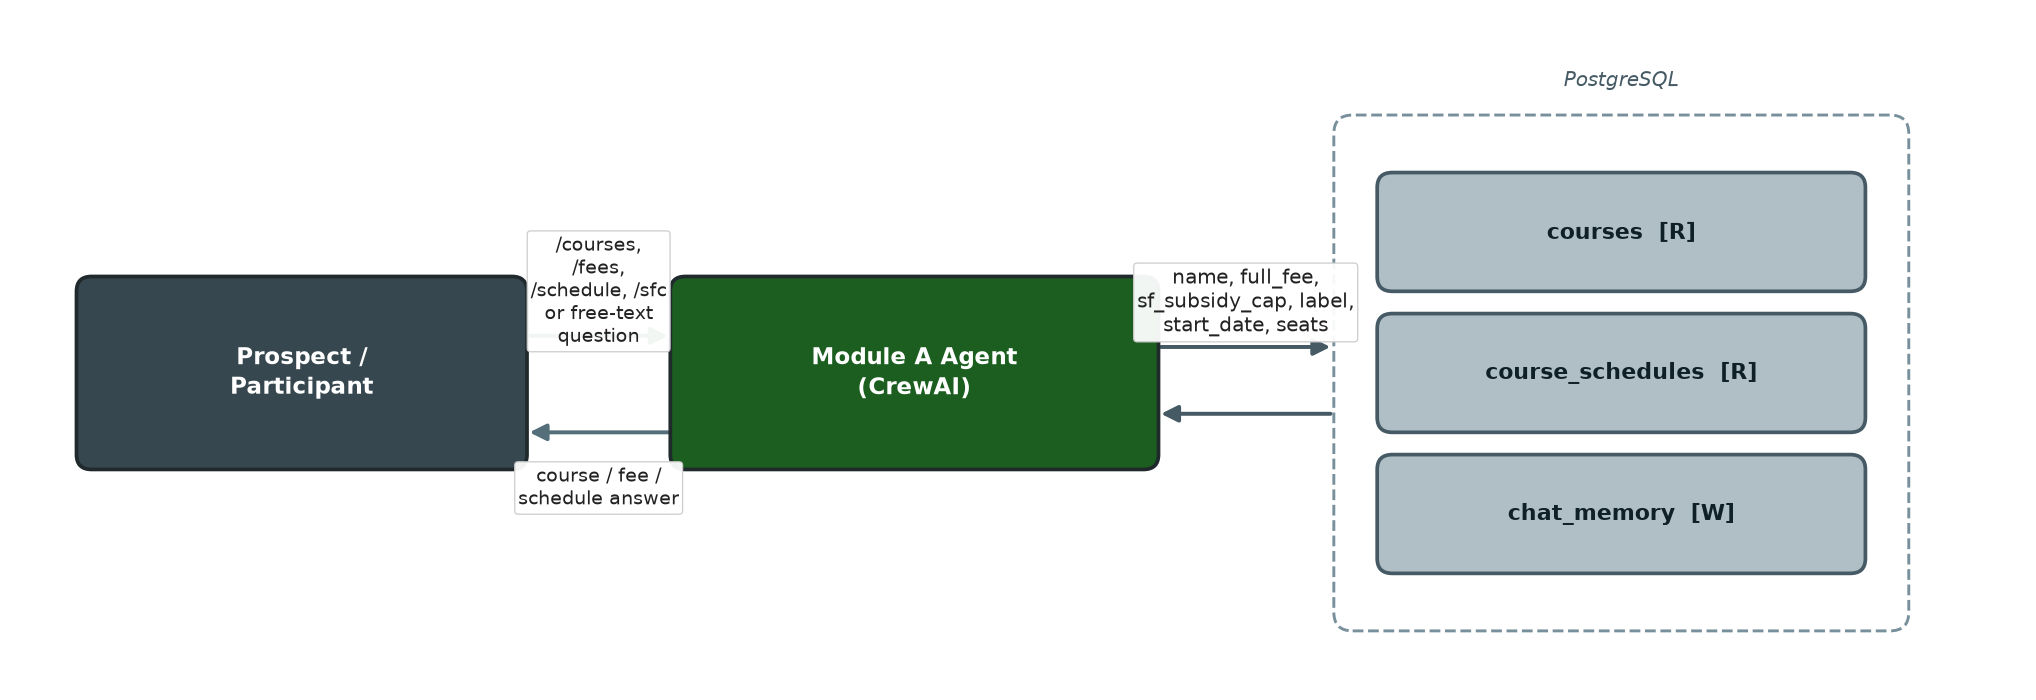 PostgreSQL
Prospect /
Participant
/courses,
/fees,
/schedule, /sfc
or free-text
question
course / fee /
schedule answer
Module A Agent
(CrewAI)
name, full_fee,
sf_subsidy_cap, label,
start_date, seats
courses [R]
course_schedules [R]
chat_memory [W]